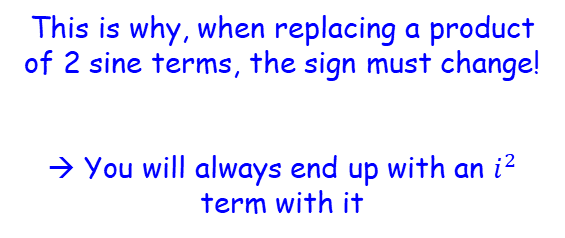 This is why, when replacing a product
of 2 sine terms, the sign must change!
→ You will always end up with an i²
term with it